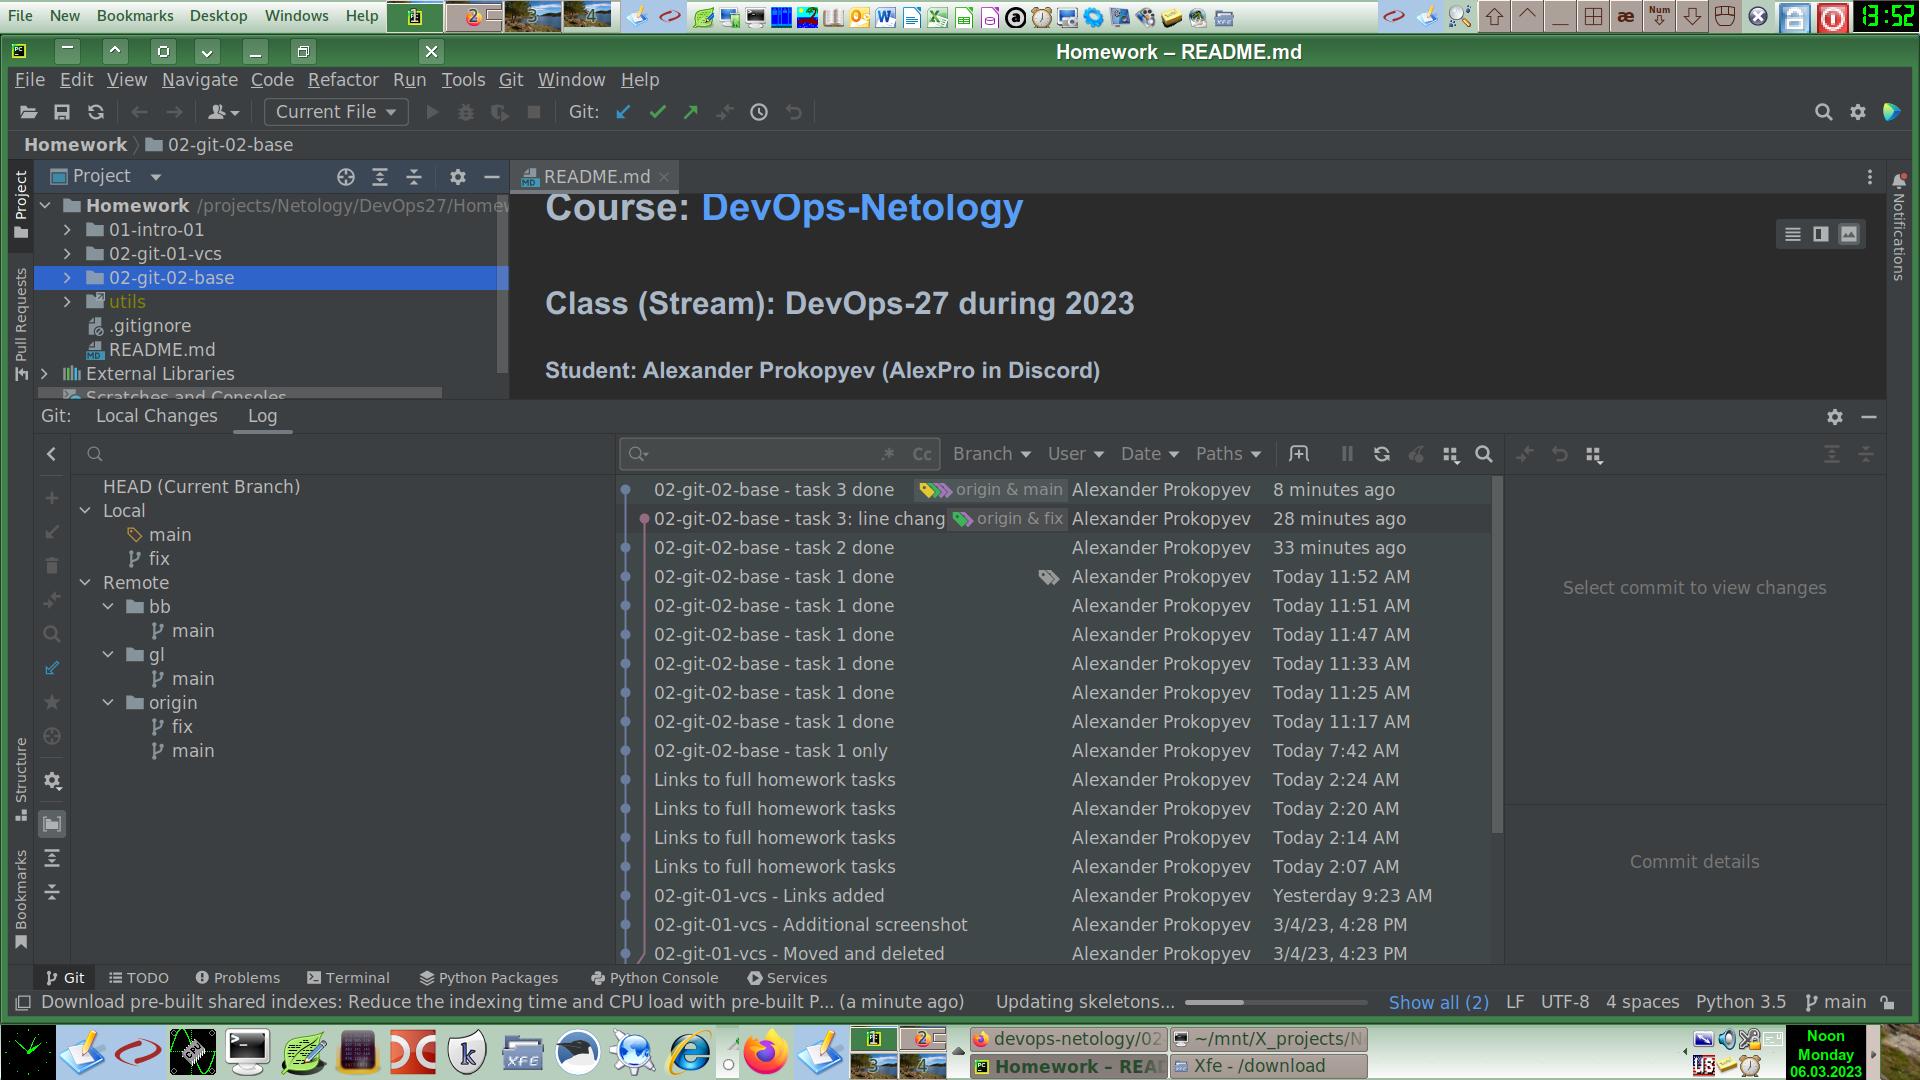 File New Bookmarks Desktop Windows Help
2
3
4
æ
Num
13:52
Homework – README.md
File Edit View Navigate Code Refactor Run Tools Git Window Help
Current File
Git:
Homework 02-git-02-base
Project
README.md
Homework /projects/Netology/DevOps27/Home
01-intro-01
02-git-01-vcs
02-git-02-base
utils
.gitignore
README.md
External Libraries
Scratches and Consoles
Course: DevOps-Netology
Class (Stream): DevOps-27 during 2023
Student: Alexander Prokopyev (AlexPro in Discord)
Project
Pull Requests
Structure
Bookmarks
Notifications
Git: Local Changes Log
Cc Branch User Date Paths
HEAD (Current Branch)
Local
main
fix
Remote
bb
main
gl
main
origin
fix
main
02-git-02-base - task 3 done origin & main Alexander Prokopyev 8 minutes ago
02-git-02-base - task 3: line chang origin & fix Alexander Prokopyev 28 minutes ago
02-git-02-base - task 2 done Alexander Prokopyev 33 minutes ago
02-git-02-base - task 1 done Alexander Prokopyev Today 11:52 AM
02-git-02-base - task 1 done Alexander Prokopyev Today 11:51 AM
02-git-02-base - task 1 done Alexander Prokopyev Today 11:47 AM
02-git-02-base - task 1 done Alexander Prokopyev Today 11:33 AM
02-git-02-base - task 1 done Alexander Prokopyev Today 11:25 AM
02-git-02-base - task 1 done Alexander Prokopyev Today 11:17 AM
02-git-02-base - task 1 only Alexander Prokopyev Today 7:42 AM
Links to full homework tasks Alexander Prokopyev Today 2:24 AM
Links to full homework tasks Alexander Prokopyev Today 2:20 AM
Links to full homework tasks Alexander Prokopyev Today 2:14 AM
Links to full homework tasks Alexander Prokopyev Today 2:07 AM
02-git-01-vcs - Links added Alexander Prokopyev Yesterday 9:23 AM
02-git-01-vcs - Additional screenshot Alexander Prokopyev 3/4/23, 4:28 PM
02-git-01-vcs - Moved and deleted Alexander Prokopyev 3/4/23, 4:23 PM
Select commit to view changes
Commit details
Git TODO Problems Terminal Python Packages Python Console Services
Download pre-built shared indexes: Reduce the indexing time and CPU load with pre-built P... (a minute ago) Updating skeletons... Show all (2) LF UTF-8 4 spaces Python 3.5 main
CPU
XFE
2
3
4
devops-netology/02
~/mnt/X_projects/N
Homework – REA
Xfe - /download
US
Noon
Monday
06.03.2023